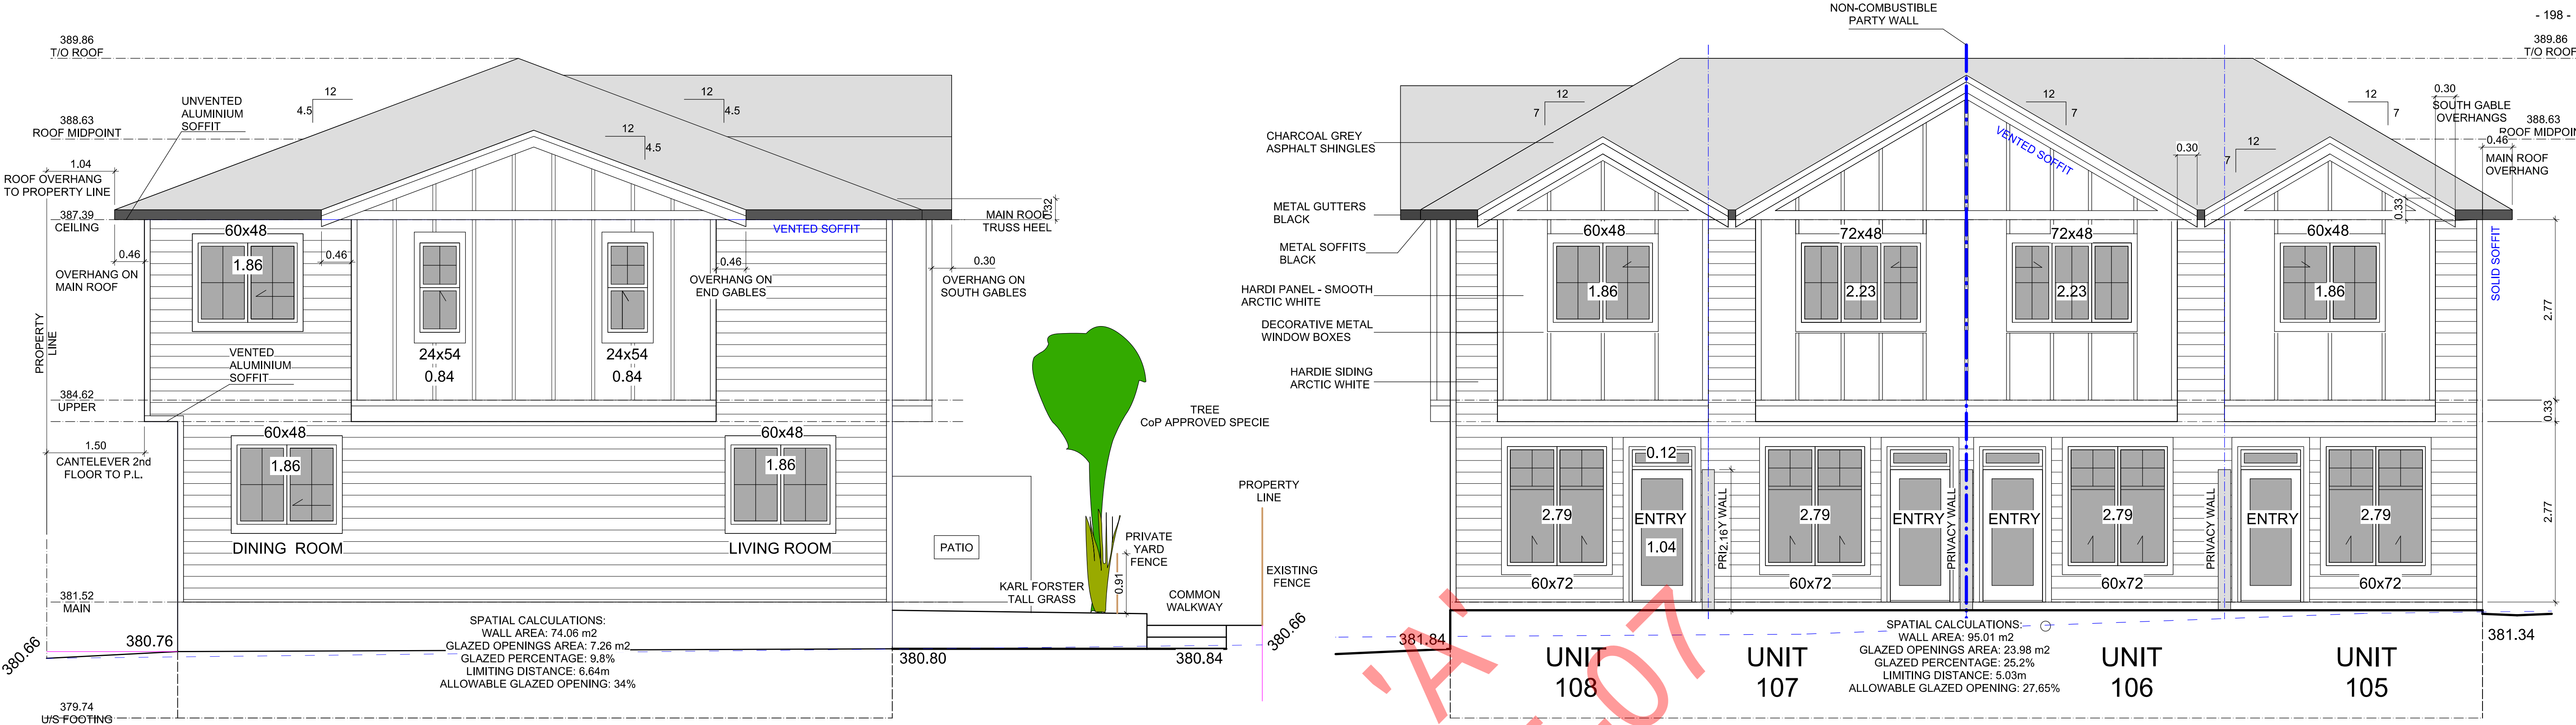 - 198 -
389.86
T/O ROOF
388.63
ROOF MIDPOINT
UNVENTED
ALUMINIUM
SOFFIT
12
4.5
12
4.5
12
4.5
1.04
ROOF OVERHANG
TO PROPERTY LINE
387.39
CEILING
0.46
OVERHANG ON
MAIN ROOF
60x48
1.86
0.46
24x54
0.84
24x54
0.84
0.46
OVERHANG ON
END GABLES
VENTED SOFFIT
MAIN ROOF
TRUSS HEEL
0.32
0.30
OVERHANG ON
SOUTH GABLES
PROPERTY
LINE
VENTED
ALUMINIUM
SOFFIT
384.62
UPPER
1.50
CANTELEVER 2nd
FLOOR TO P.L.
60x48
1.86
DINING ROOM
60x48
1.86
LIVING ROOM
TREE
CoP APPROVED SPECIE
PATIO
PRIVATE
YARD
FENCE
0.91
KARL FORSTER
TALL GRASS
PROPERTY
LINE
EXISTING
FENCE
COMMON
WALKWAY
381.52
MAIN
380.66
380.76
SPATIAL CALCULATIONS:
WALL AREA: 74.06 m2
GLAZED OPENINGS AREA: 7.26 m2
GLAZED PERCENTAGE: 9.8%
LIMITING DISTANCE: 6,64m
ALLOWABLE GLAZED OPENING: 34%
380.80
380.84
380.66
379.74
U/S FOOTING
NON-COMBUSTIBLE
PARTY WALL
389.86
T/O ROOF
12
7
12
7
12
7
12
7
0.30
SOUTH GABLE
OVERHANGS
388.63
ROOF MIDPOINT
0.46
MAIN ROOF
OVERHANG
VENTED SOFFIT
0.30
0.33
CHARCOAL GREY
ASPHALT SHINGLES
METAL GUTTERS
BLACK
METAL SOFFITS
BLACK
HARDI PANEL - SMOOTH
ARCTIC WHITE
DECORATIVE METAL
WINDOW BOXES
HARDIE SIDING
ARCTIC WHITE
60x48
1.86
72x48
2.23
72x48
2.23
60x48
1.86
SOLID SOFFIT
2.77
0.33
2.77
2.79
60x72
0.12
ENTRY
1.04
PRI2.16Y WALL
2.79
60x72
ENTRY
PRIVACY WALL
ENTRY
2.79
60x72
PRIVACY WALL
ENTRY
2.79
60x72
381.84
381.34
UNIT
108
UNIT
107
SPATIAL CALCULATIONS:
WALL AREA: 95.01 m2
GLAZED OPENINGS AREA: 23.98 m2
GLAZED PERCENTAGE: 25.2%
LIMITING DISTANCE: 5.03m
ALLOWABLE GLAZED OPENING: 27,65%
UNIT
106
UNIT
105
'A'